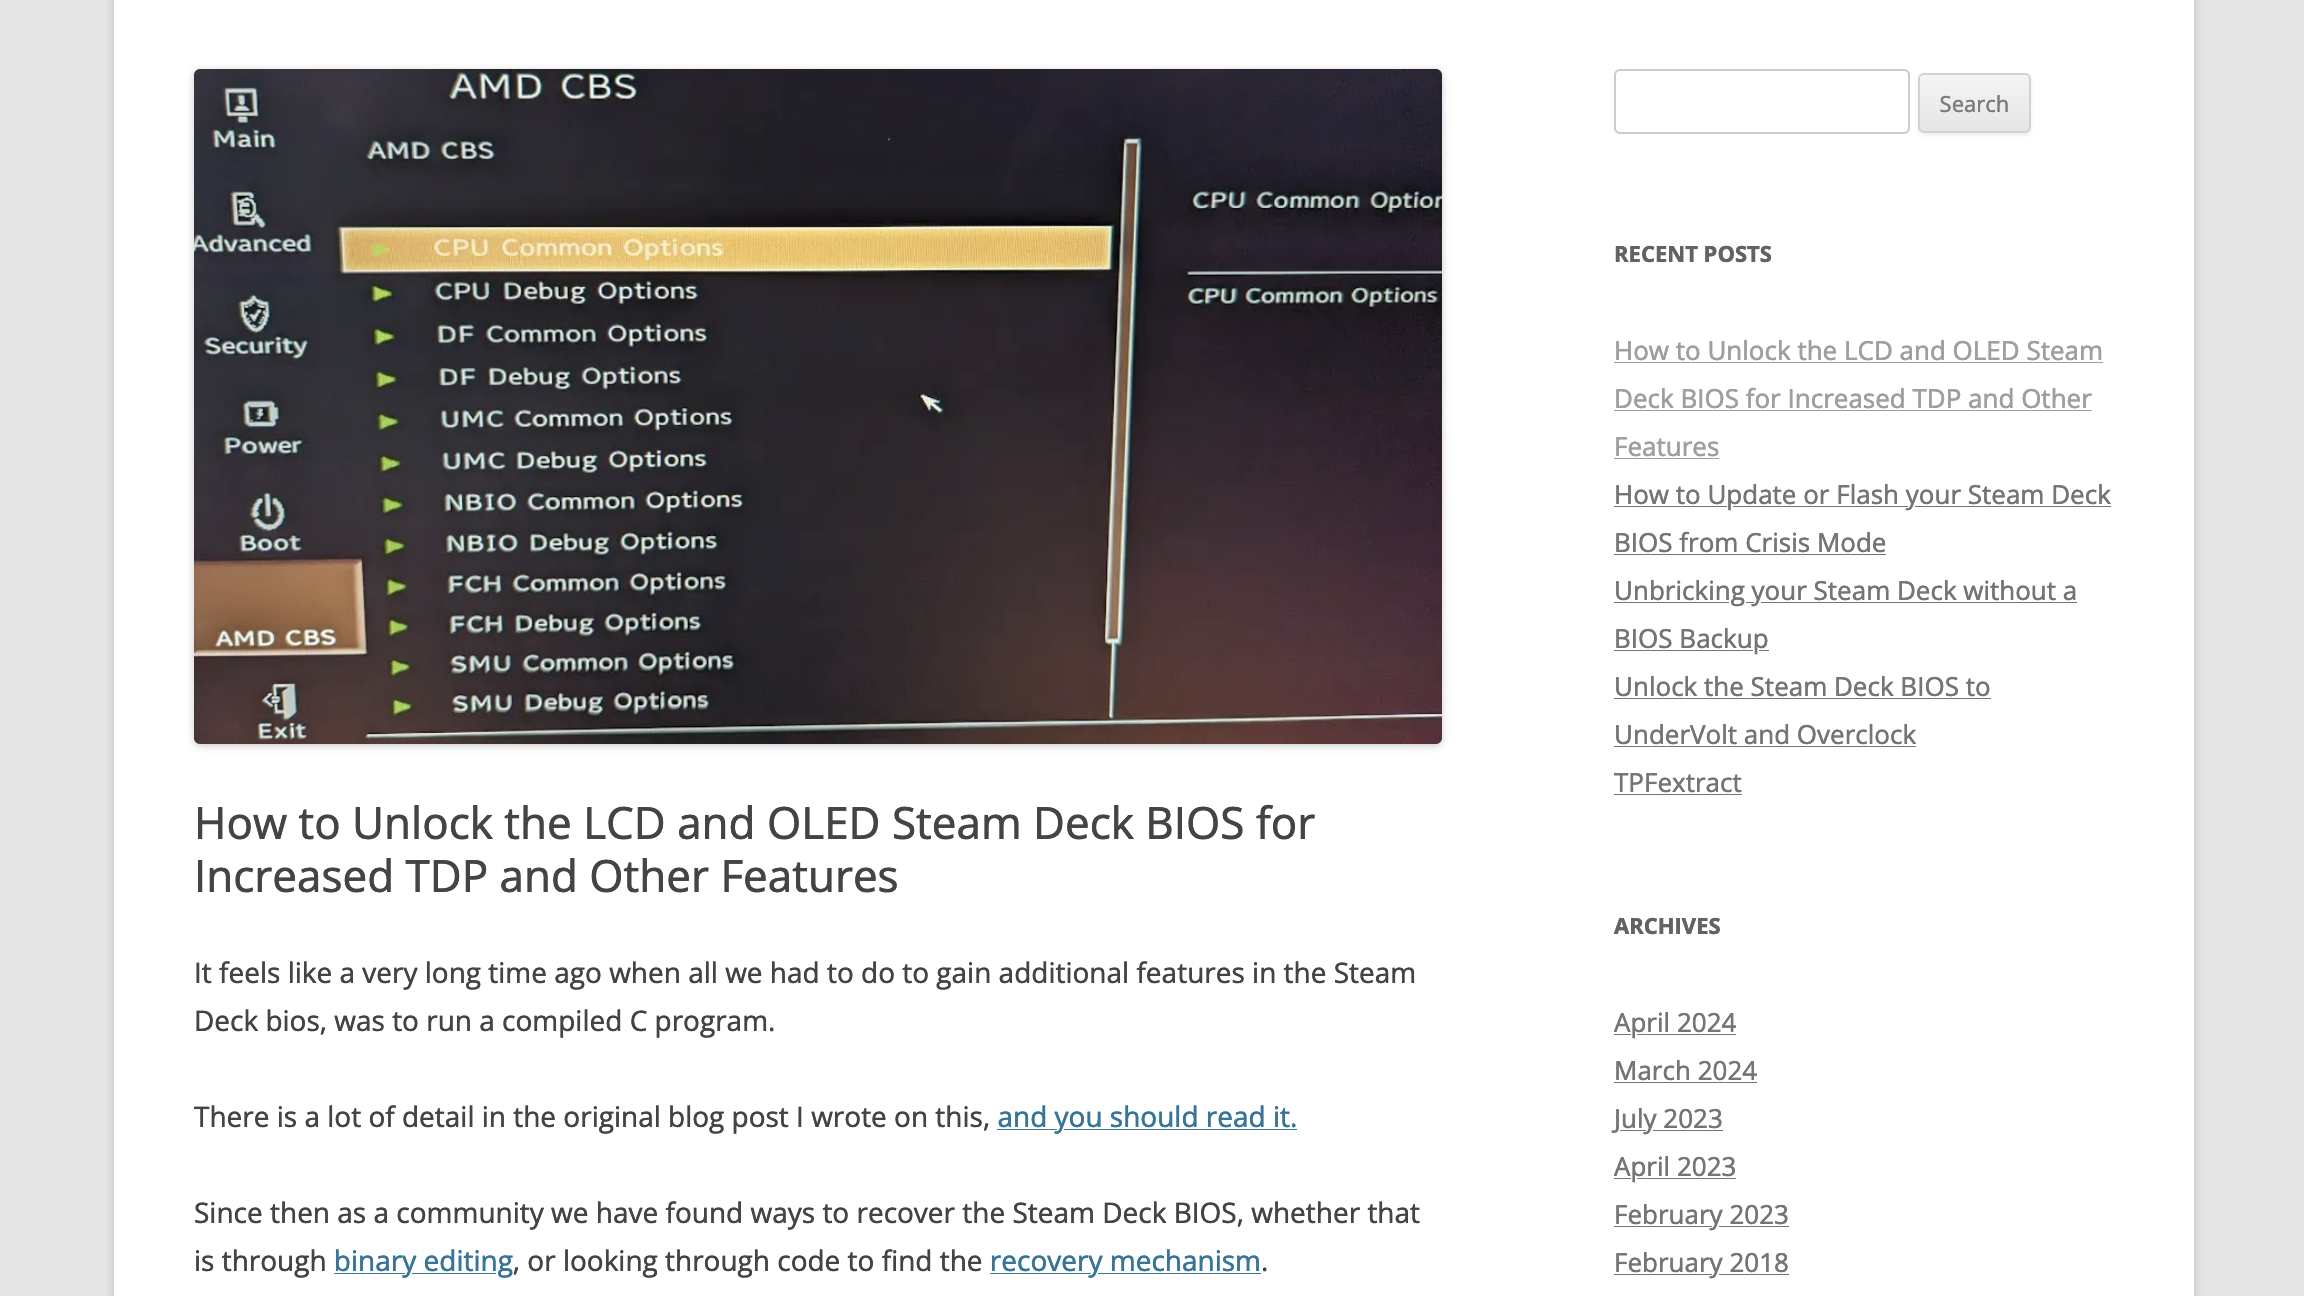 AMD CBS
Main
AMD CBS
CPU Common Option
Advanced
CPU Common Options
CPU Debug Options
CPU Common Options
DF Common Options
Security
DF Debug Options
UMC Common Options
Power
UMC Debug Options
NBIO Common Options
Boot
NBIO Debug Options
FCH Common Options
FCH Debug Options
AMD CBS
SMU Common Options
SMU Debug Options
Exit
How to Unlock the LCD and OLED Steam Deck BIOS for
Increased TDP and Other Features
It feels like a very long time ago when all we had to do to gain additional features in the Steam
Deck bios, was to run a compiled C program.
There is a lot of detail in the original blog post I wrote on this, and you should read it.
Since then as a community we have found ways to recover the Steam Deck BIOS, whether that
is through binary editing, or looking through code to find the recovery mechanism.
Search
RECENT POSTS
How to Unlock the LCD and OLED Steam
Deck BIOS for Increased TDP and Other
Features
How to Update or Flash your Steam Deck
BIOS from Crisis Mode
Unbricking your Steam Deck without a
BIOS Backup
Unlock the Steam Deck BIOS to
UnderVolt and Overclock
TPFextract
ARCHIVES
April 2024
March 2024
July 2023
April 2023
February 2023
February 2018